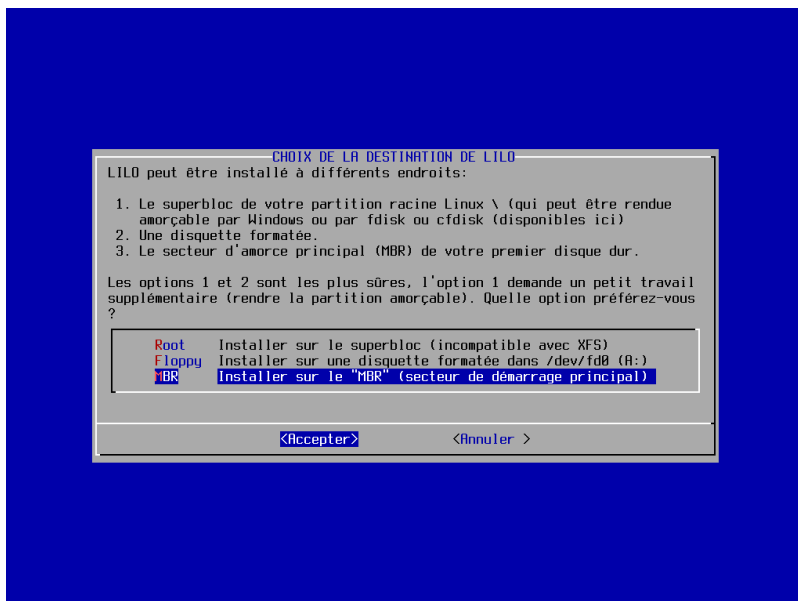 CHOIX DE LA DESTINATION DE LILO
LILO peut être installé à différents endroits:
1. Le superbloc de votre partition racine Linux \ (qui peut être rendue
amorçable par Windows ou par fdisk ou cfdisk (disponibles ici)
2. Une disquette formatée.
3. Le secteur d'amorce principal (MBR) de votre premier disque dur.
Les options 1 et 2 sont les plus sûres, l'option 1 demande un petit travail
supplémentaire (rendre la partition amorçable). Quelle option préférez-vous
?
Root Installer sur le superbloc (incompatible avec XFS)
Floppy Installer sur une disquette formatée dans /dev/fd0 (A:)
MBR Installer sur le "MBR" (secteur de démarrage principal)
<Accepter> <Annuler >